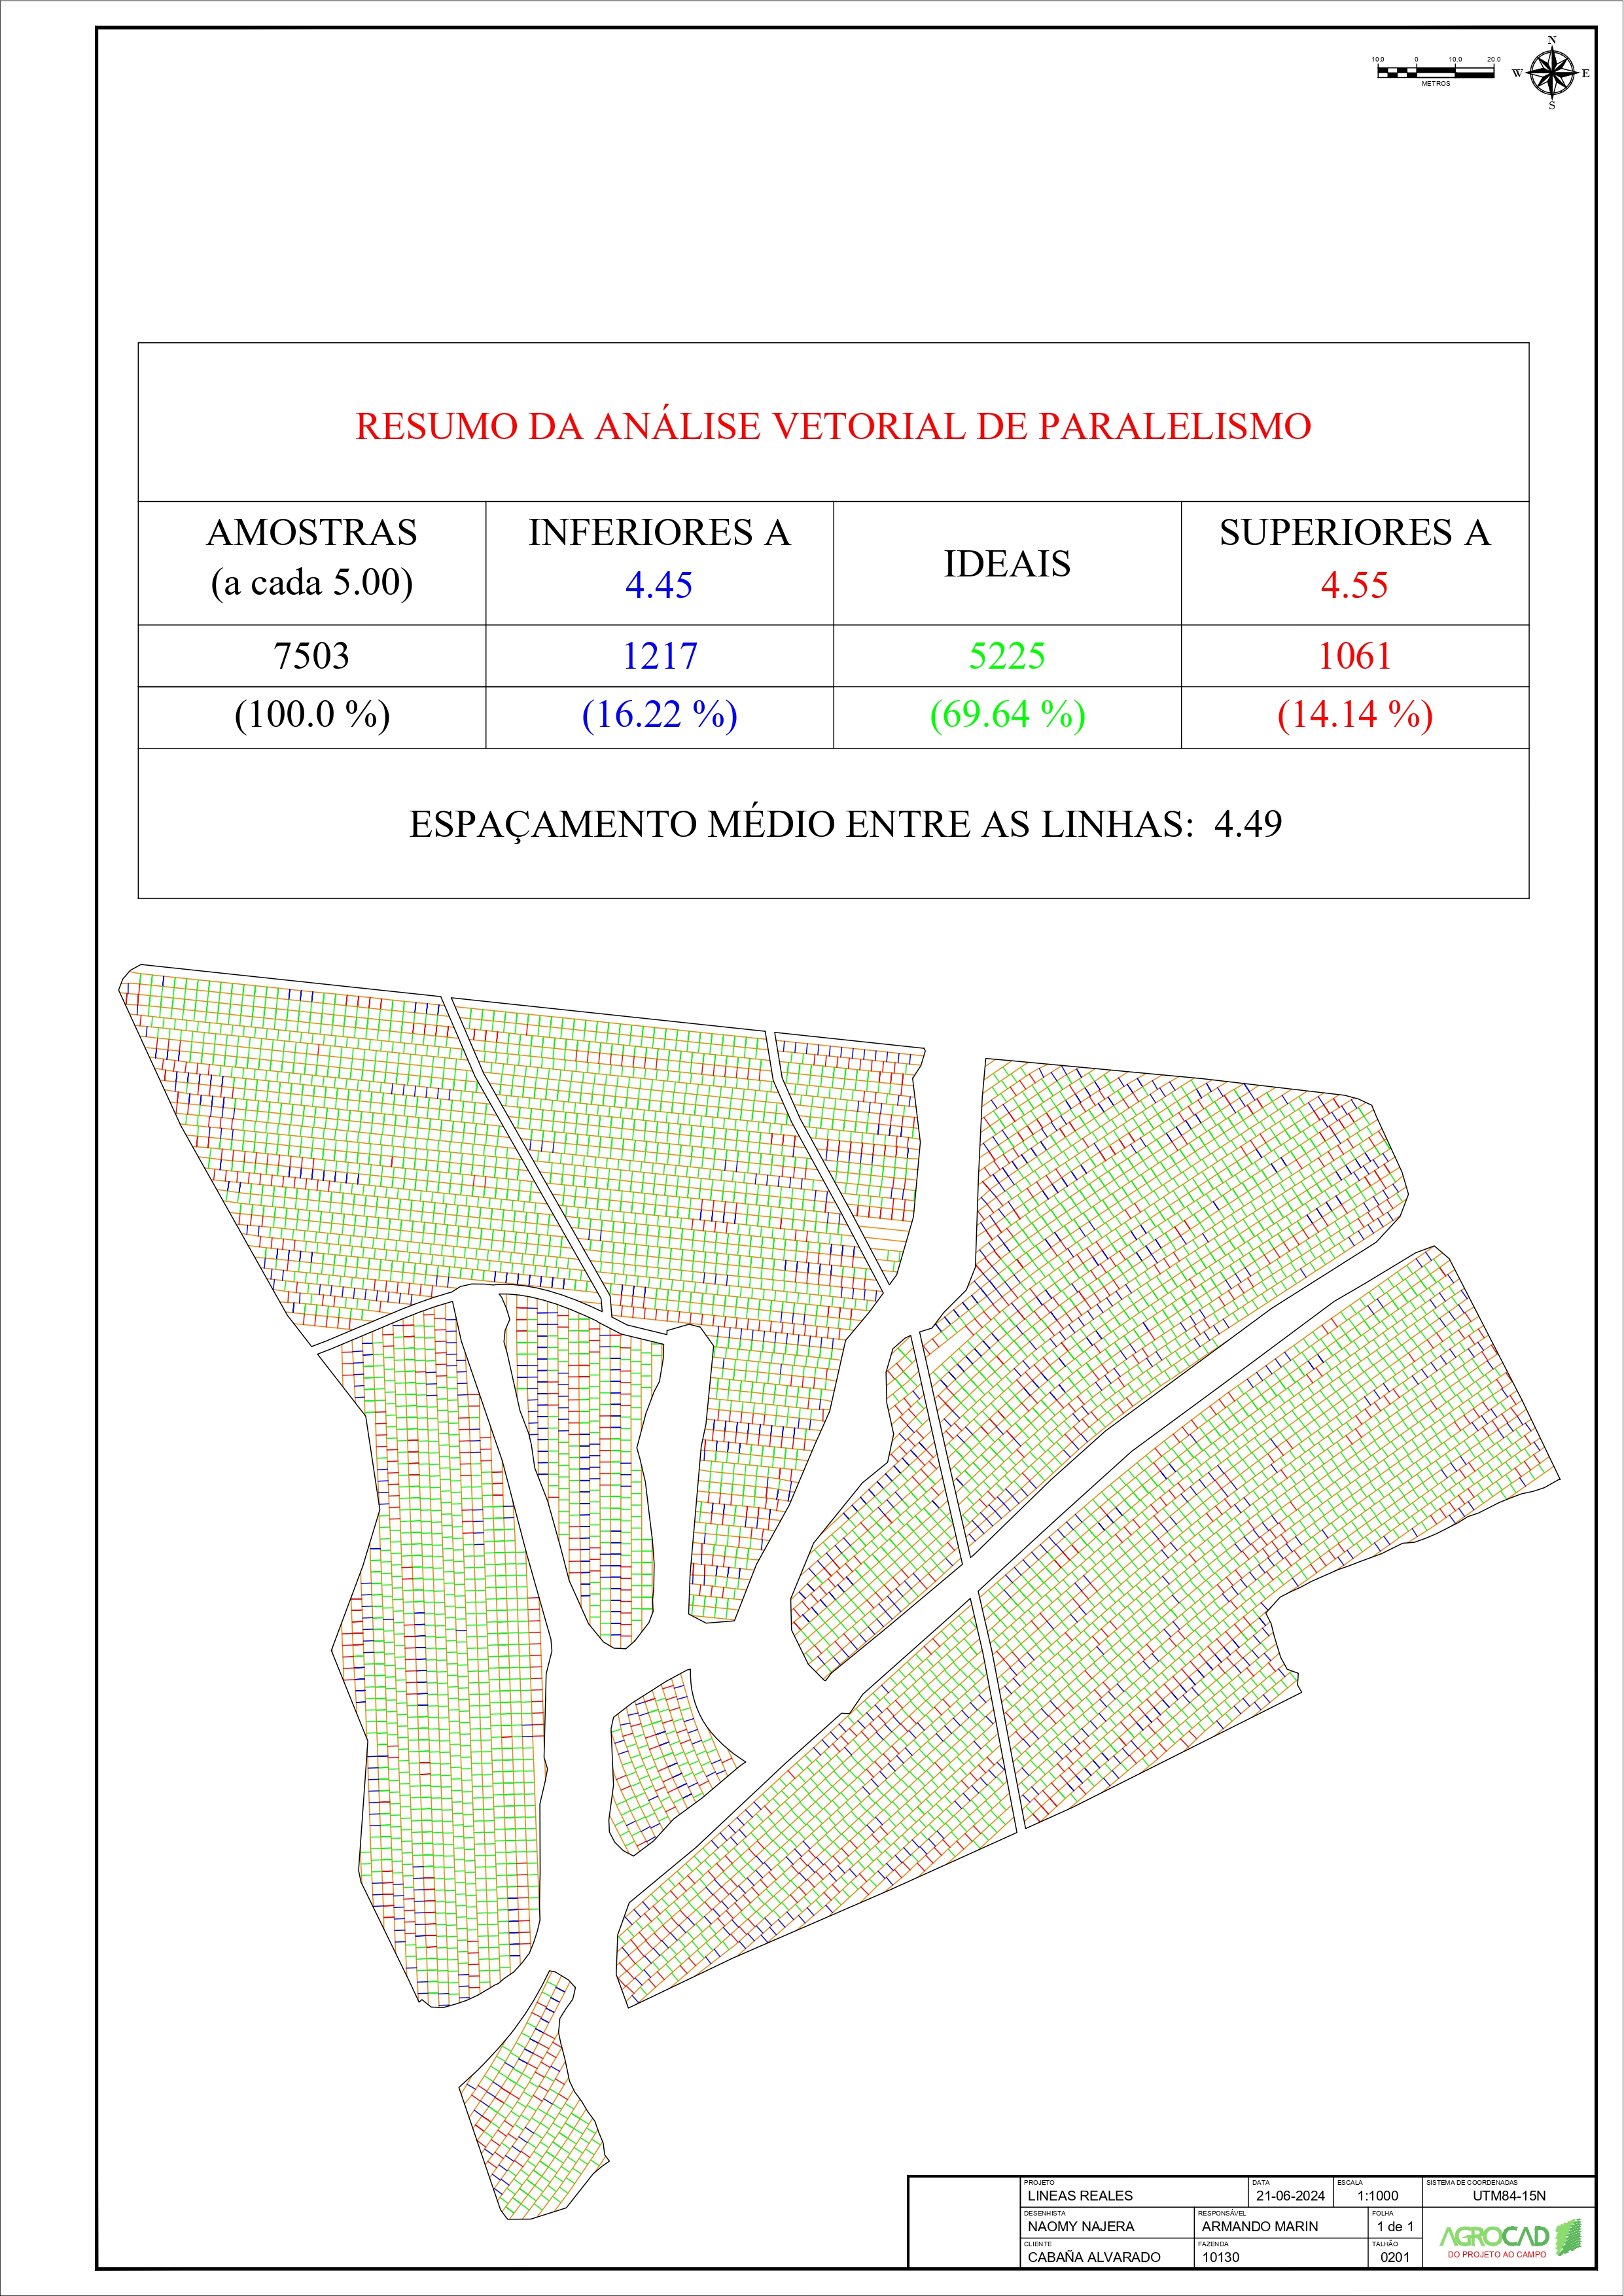 N
10.0 0 10.0 20.0
W E
METROS
S
RESUMO DA ANÁLISE VETORIAL DE PARALELISMO
AMOSTRAS INFERIORES A IDEAIS SUPERIORES A
(a cada 5.00) 4.45 4.55
7503 1217 5225 1061
(100.0 %) (16.22 %) (69.64 %) (14.14 %)
ESPAÇAMENTO MÉDIO ENTRE AS LINHAS: 4.49
PROJETO DATA ESCALA SISTEMA DE COORDENADAS
LINEAS REALES 21-06-2024 1:1000 UTM84-15N
DESENHISTA RESPONSÁVEL FOLHA
NAOMY NAJERA ARMANDO MARIN 1 de 1
CLIENTE FAZENDA TALHÃO
CABAÑA ALVARADO 10130 0201
AGROCAD
DO PROJETO AO CAMPO